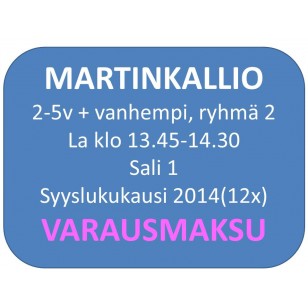 MARTINKALLIO
2-5v + vanhempi, ryhmä 2
La klo 13.45-14.30
Sali 1
Syyslukukausi 2014(12x)
VARAUSMAKSU